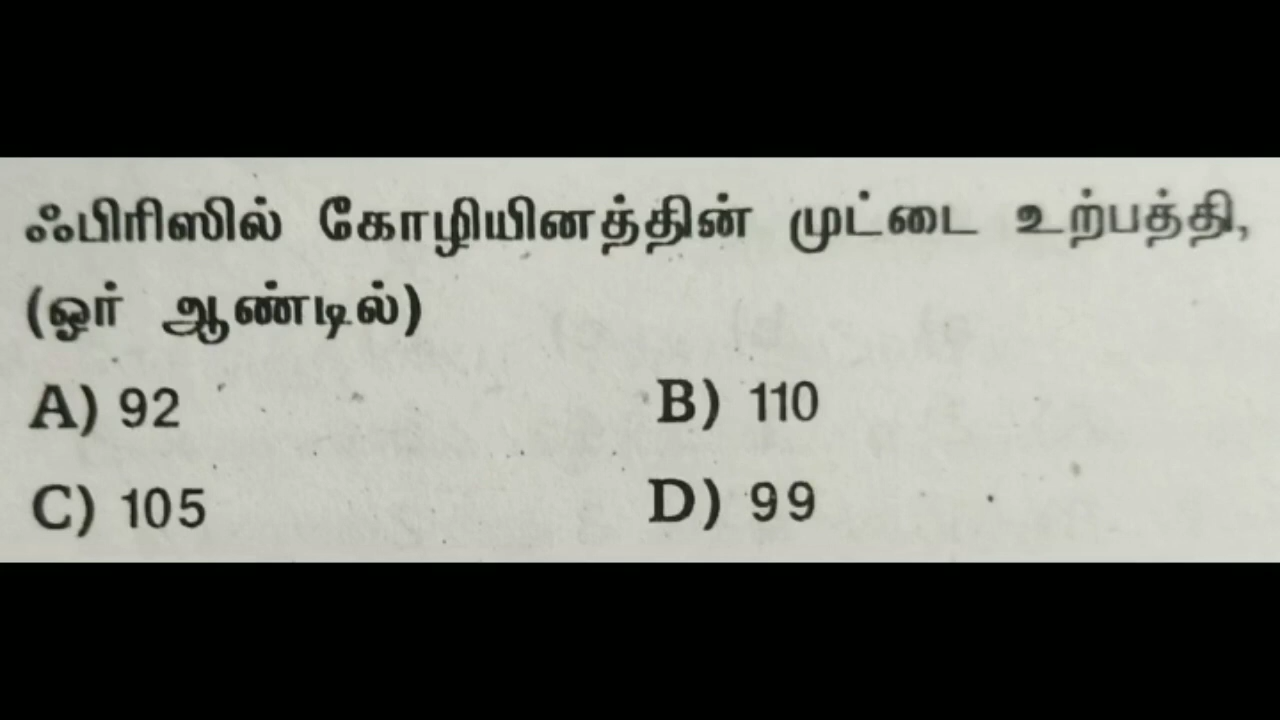 ஃபிரிஸில் கோழியினத்தின் முட்டை உற்பத்தி,
(ஓர் ஆண்டில்)
A) 92 B) 110
C) 105 D) 99